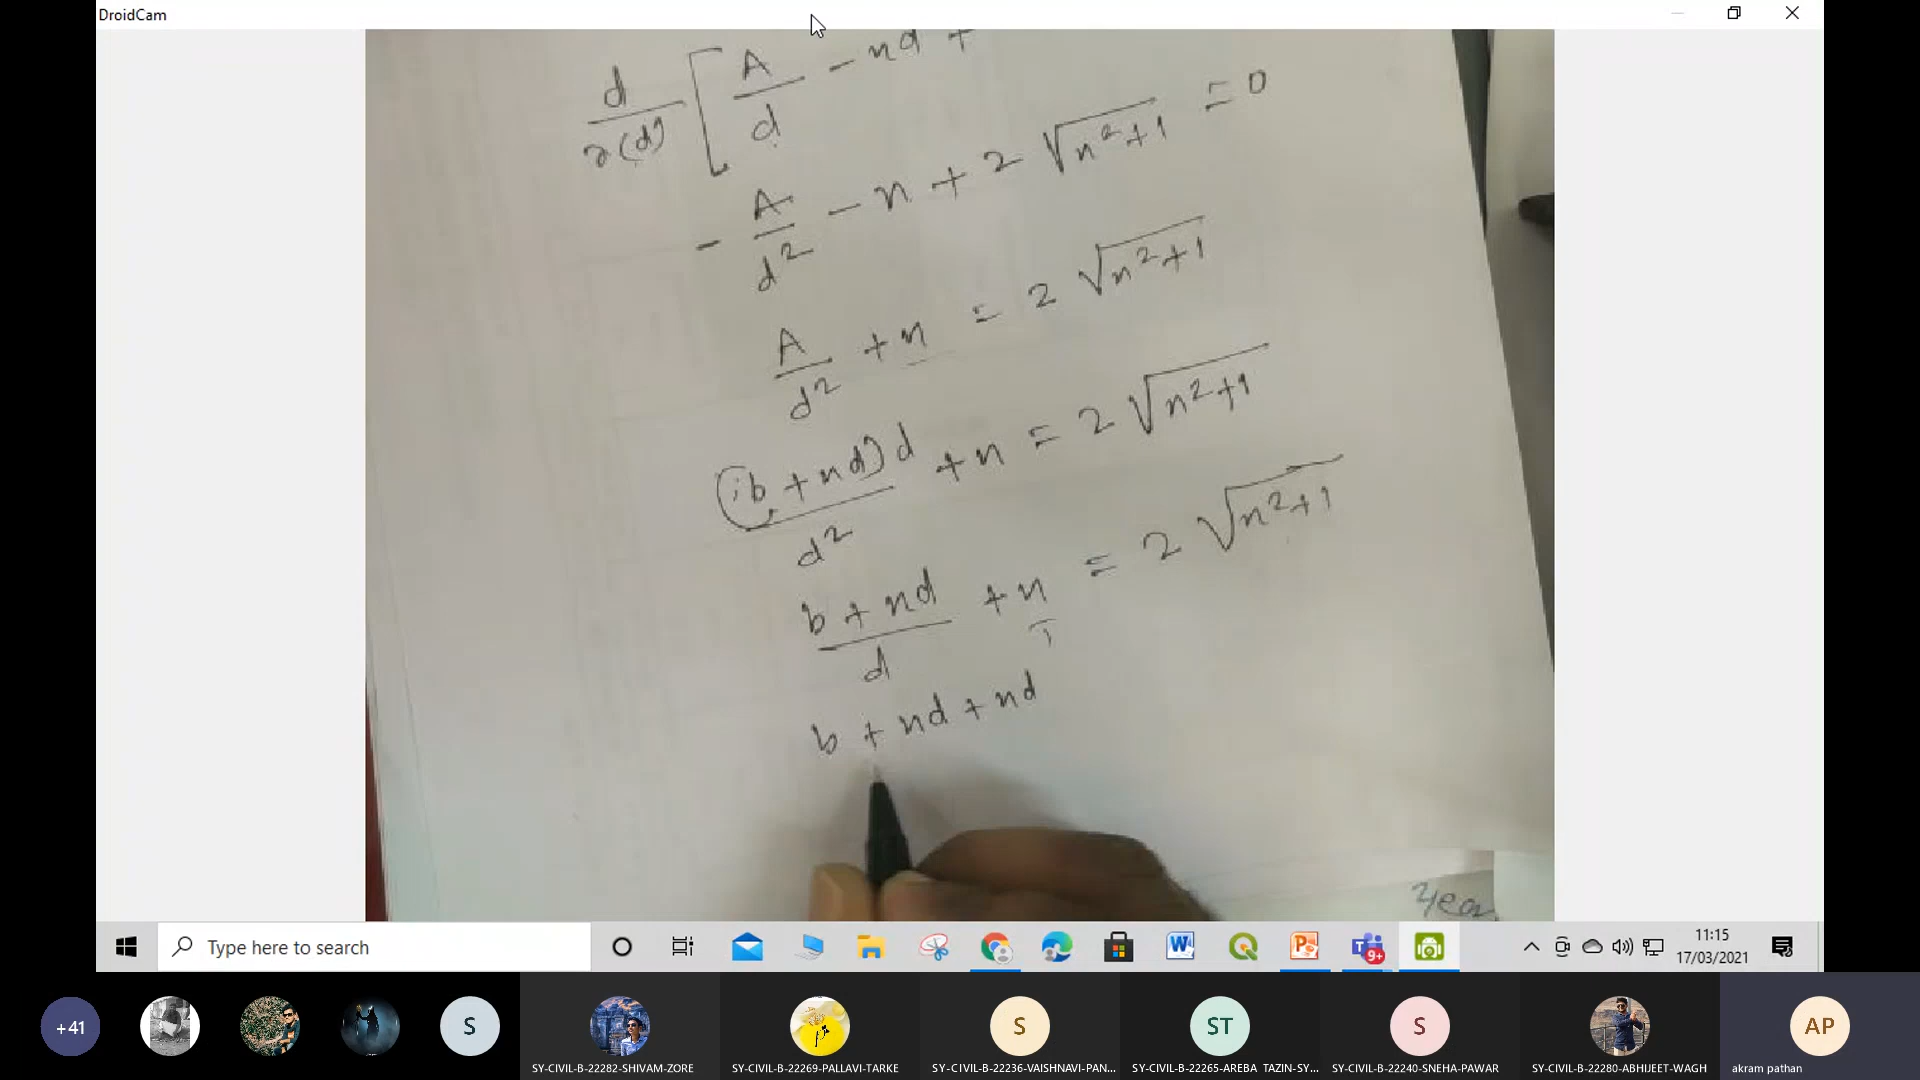 DroidCam
d/2(d) [ A/d - nd +
- A/d² - n + 2 √n²+1 = 0
A/d² + n = 2 √n²+1
(b + nd)d/d² + n = 2 √n²+1
b + nd/d + n = 2 √n²+1
b + nd + nd
year
Type here to search
9+
11:15
17/03/2021
+41
S
S
ST
S
AP
SY-CIVIL-B-22282-SHIVAM-ZORE
SY-CIVIL-B-22269-PALLAVI-TARKE
SY-CIVIL-B-22236-VAISHNAVI-PAN...
SY-CIVIL-B-22265-AREBA TAZIN-SY...
SY-CIVIL-B-22240-SNEHA-PAWAR
SY-CIVIL-B-22280-ABHIJEET-WAGH
akram pathan